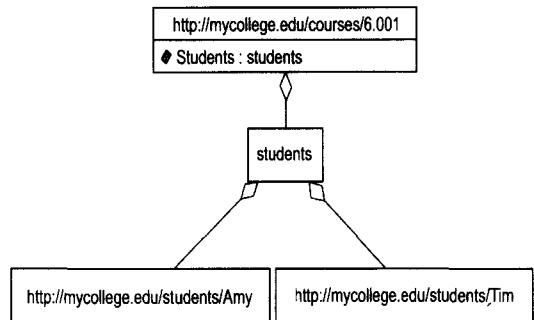 http://mycollege.edu/courses/6.001
Students : students
students
http://mycollege.edu/students/Amy
http://mycollege.edu/students/Tim